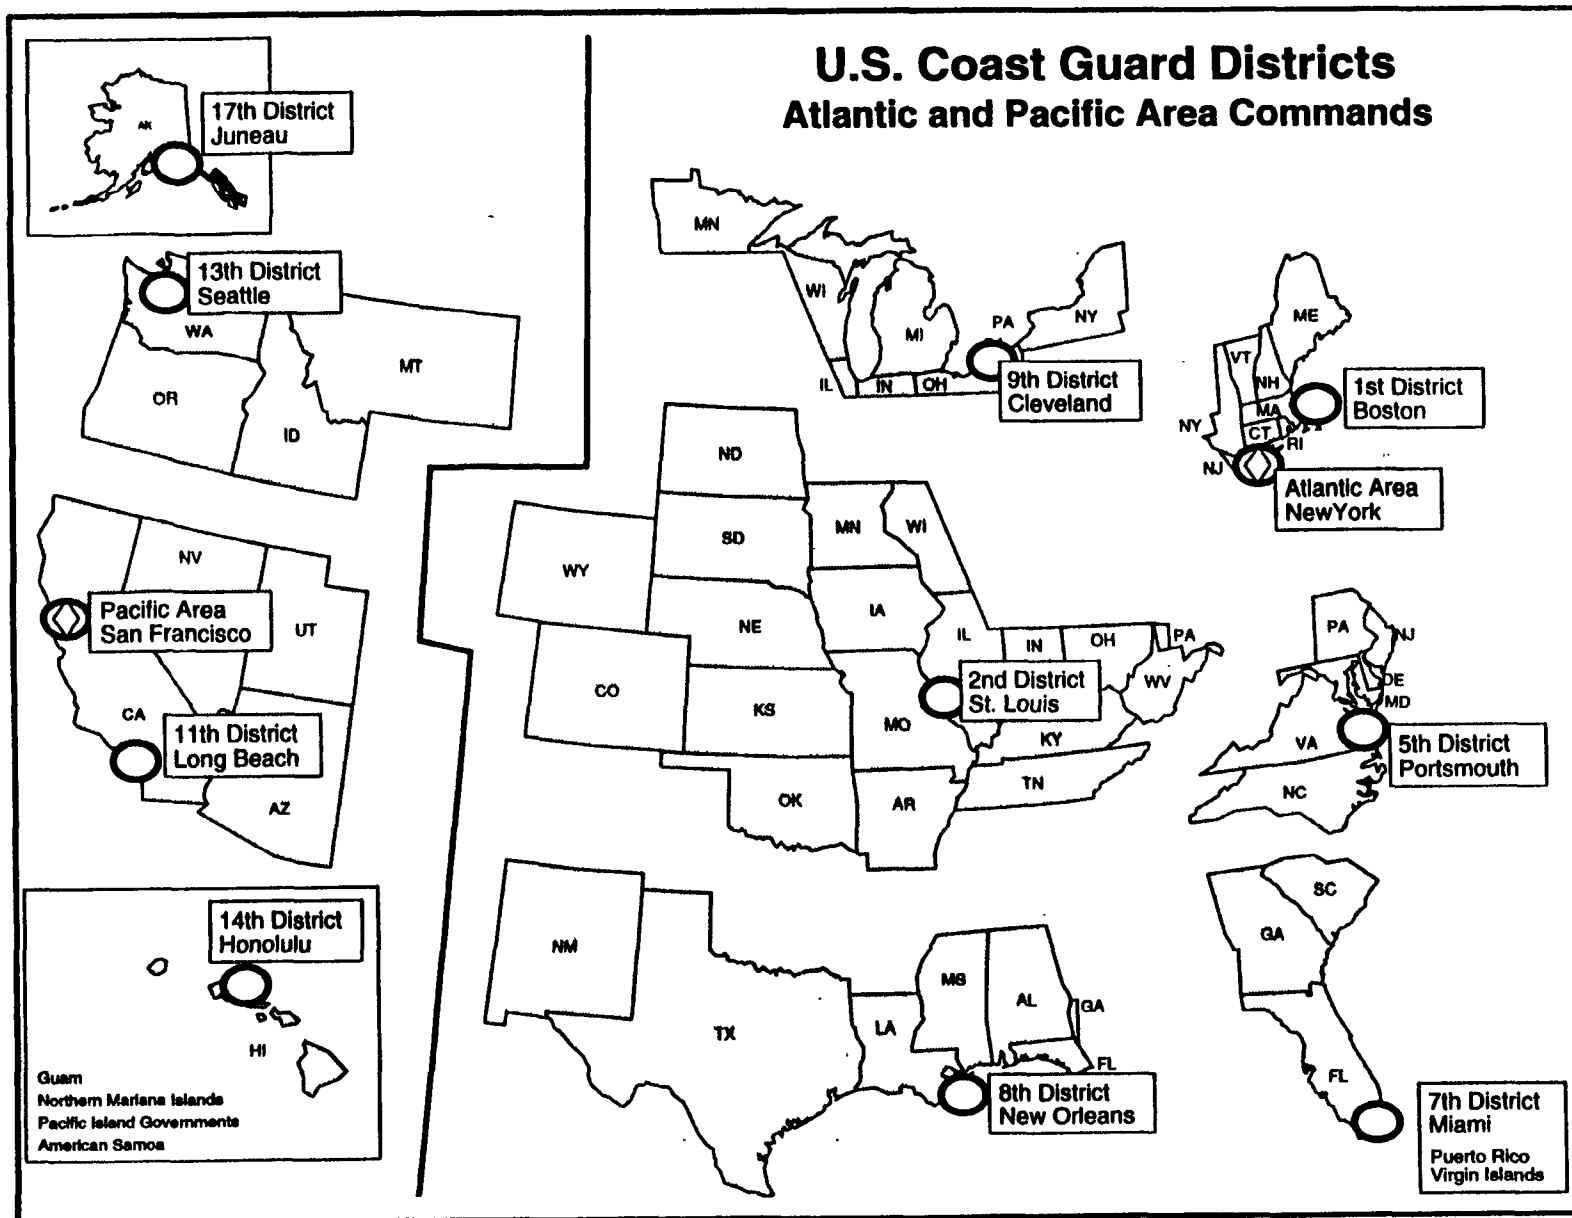 U.S. Coast Guard Districts
Atlantic and Pacific Area Commands
AK
17th District
Juneau
13th District
Seattle
WA
MT
OR
ID
NV
Pacific Area
San Francisco
UT
CA
11th District
Long Beach
AZ
14th District
Honolulu
HI
Guam
Northern Mariana Islands
Pacific Island Governments
American Samoa
MN
WI
MI
PA
NY
IL
IN
OH
9th District
Cleveland
ME
VT
NH
MA
NY
CT
RI
NJ
1st District
Boston
Atlantic Area
NewYork
ND
SD
MN
WI
WY
NE
IA
IL
IN
OH
PA
WV
CO
KS
MO
2nd District
St. Louis
KY
TN
OK
AR
PA
NJ
DE
MD
VA
NC
5th District
Portsmouth
NM
TX
LA
MS
AL
GA
FL
8th District
New Orleans
SC
GA
FL
7th District
Miami
Puerto Rico
Virgin Islands